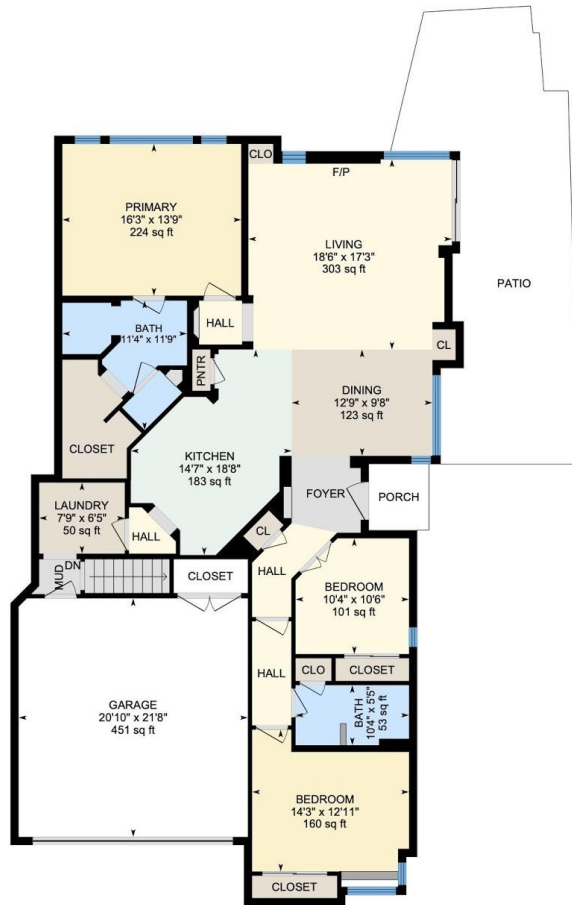 CLO
F/P
PRIMARY
16'3" x 13'9"
224 sq ft
LIVING
18'6" x 17'3"
303 sq ft
PATIO
HALL
BATH
11'4" x 11'9"
CL
PNTR
DINING
12'9" x 9'8"
123 sq ft
CLOSET
KITCHEN
14'7" x 18'8"
183 sq ft
FOYER
PORCH
LAUNDRY
7'9" x 6'5"
50 sq ft
HALL
CL
MUD
DN
CLOSET
HALL
BEDROOM
10'4" x 10'6"
101 sq ft
HALL
CLO
CLOSET
GARAGE
20'10" x 21'8"
451 sq ft
BATH
10'4" x 5'5"
53 sq ft
BEDROOM
14'3" x 12'11"
160 sq ft
CLOSET